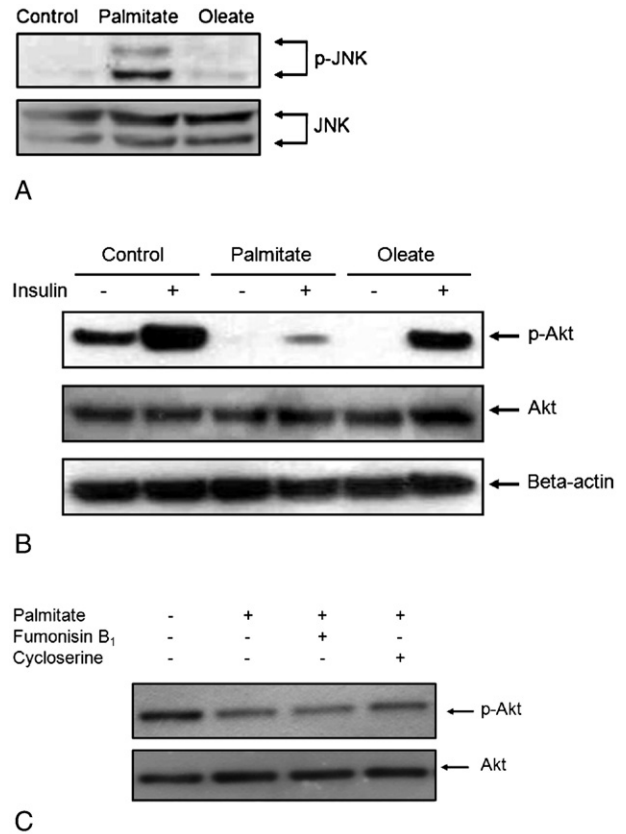 Control Palmitate Oleate
p-JNK
JNK
A
Control Palmitate Oleate
Insulin - + - + - +
p-Akt
Akt
Beta-actin
B
Palmitate - + + +
Fumonisin B₁ - - + -
Cycloserine - - - +
p-Akt
Akt
C